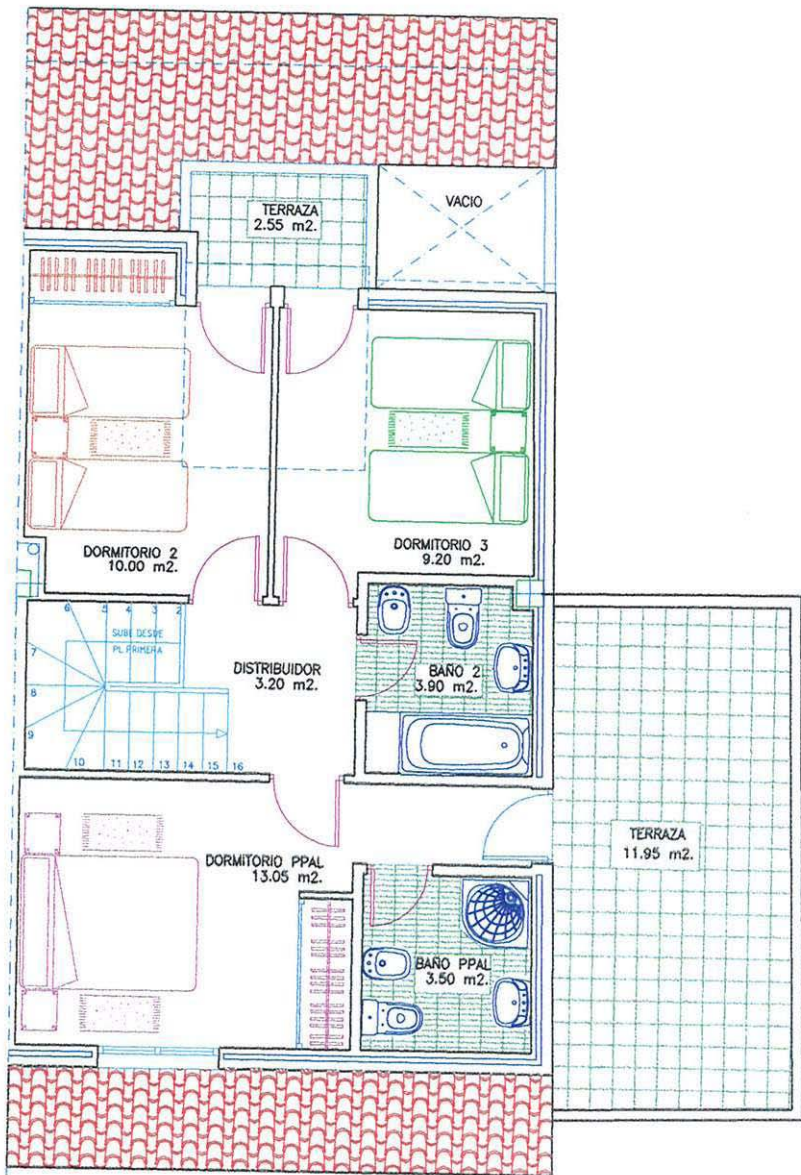 TERRAZA
2.55 m2.
VACIO
DORMITORIO 2
10.00 m2.
DORMITORIO 3
9.20 m2.
6 5 4 3 2
SUBE DESDE
PL PRIMERA
7
8
9
10 11 12 13 14 15 16
DISTRIBUIDOR
3.20 m2.
BAÑO 2
3.90 m2.
TERRAZA
11.95 m2.
DORMITORIO PPAL
13.05 m2.
BAÑO PPAL
3.50 m2.